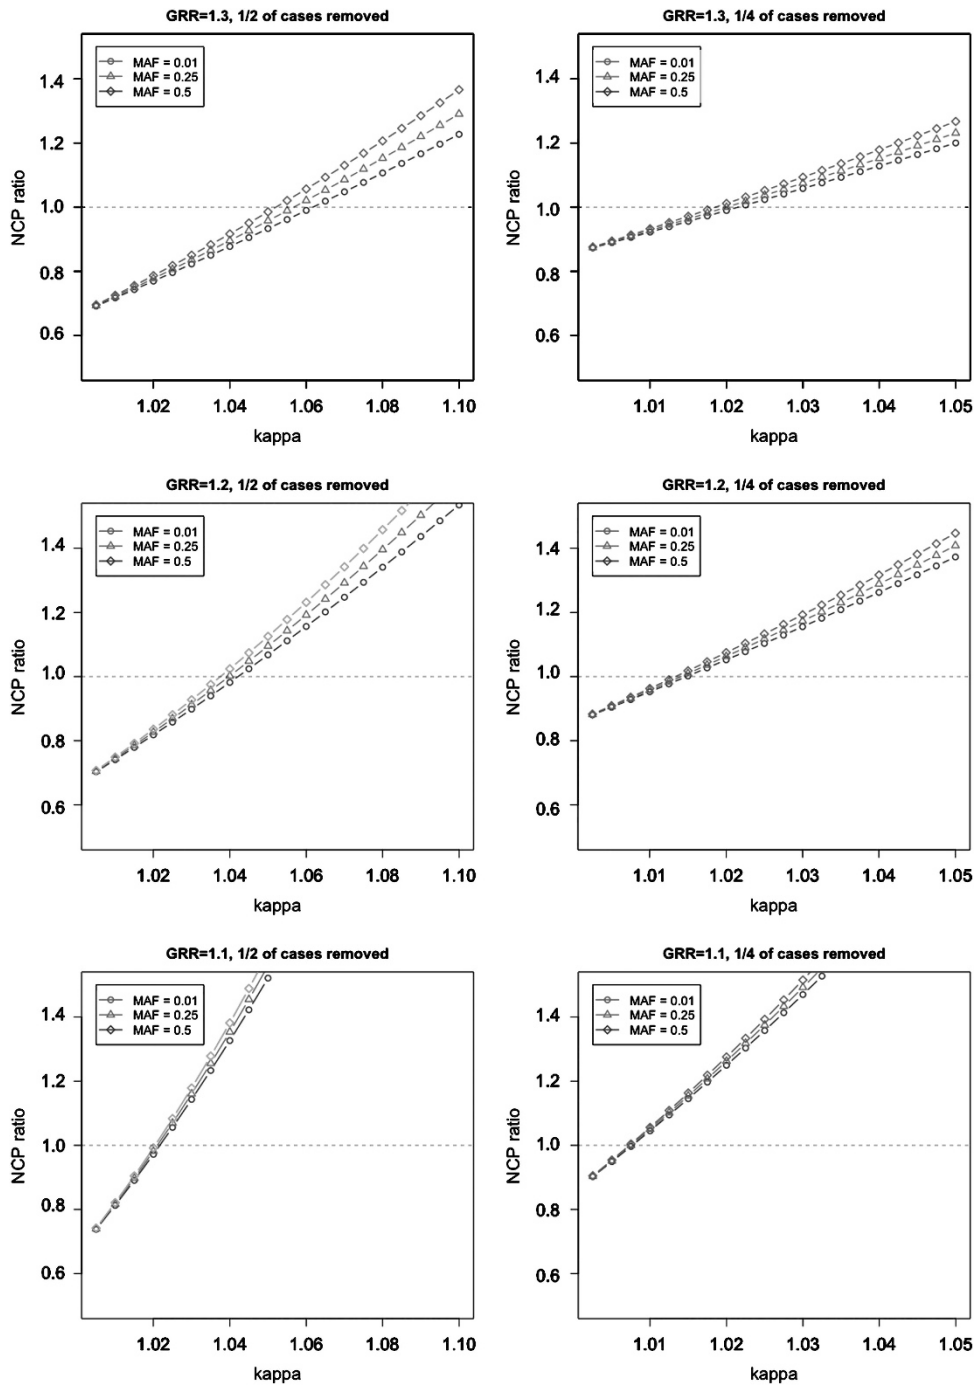 GRR=1.3, 1/2 of cases removed
MAF = 0.01
MAF = 0.25
MAF = 0.5
NCP ratio
1.4
1.2
1.0
0.8
0.6
1.02 1.04 1.06 1.08 1.10
kappa
GRR=1.3, 1/4 of cases removed
MAF = 0.01
MAF = 0.25
MAF = 0.5
NCP ratio
1.4
1.2
1.0
0.8
0.6
1.01 1.02 1.03 1.04 1.05
kappa
GRR=1.2, 1/2 of cases removed
MAF = 0.01
MAF = 0.25
MAF = 0.5
NCP ratio
1.4
1.2
1.0
0.8
0.6
1.02 1.04 1.06 1.08 1.10
kappa
GRR=1.2, 1/4 of cases removed
MAF = 0.01
MAF = 0.25
MAF = 0.5
NCP ratio
1.4
1.2
1.0
0.8
0.6
1.01 1.02 1.03 1.04 1.05
kappa
GRR=1.1, 1/2 of cases removed
MAF = 0.01
MAF = 0.25
MAF = 0.5
NCP ratio
1.4
1.2
1.0
0.8
0.6
1.02 1.04 1.06 1.08 1.10
kappa
GRR=1.1, 1/4 of cases removed
MAF = 0.01
MAF = 0.25
MAF = 0.5
NCP ratio
1.4
1.2
1.0
0.8
0.6
1.01 1.02 1.03 1.04 1.05
kappa